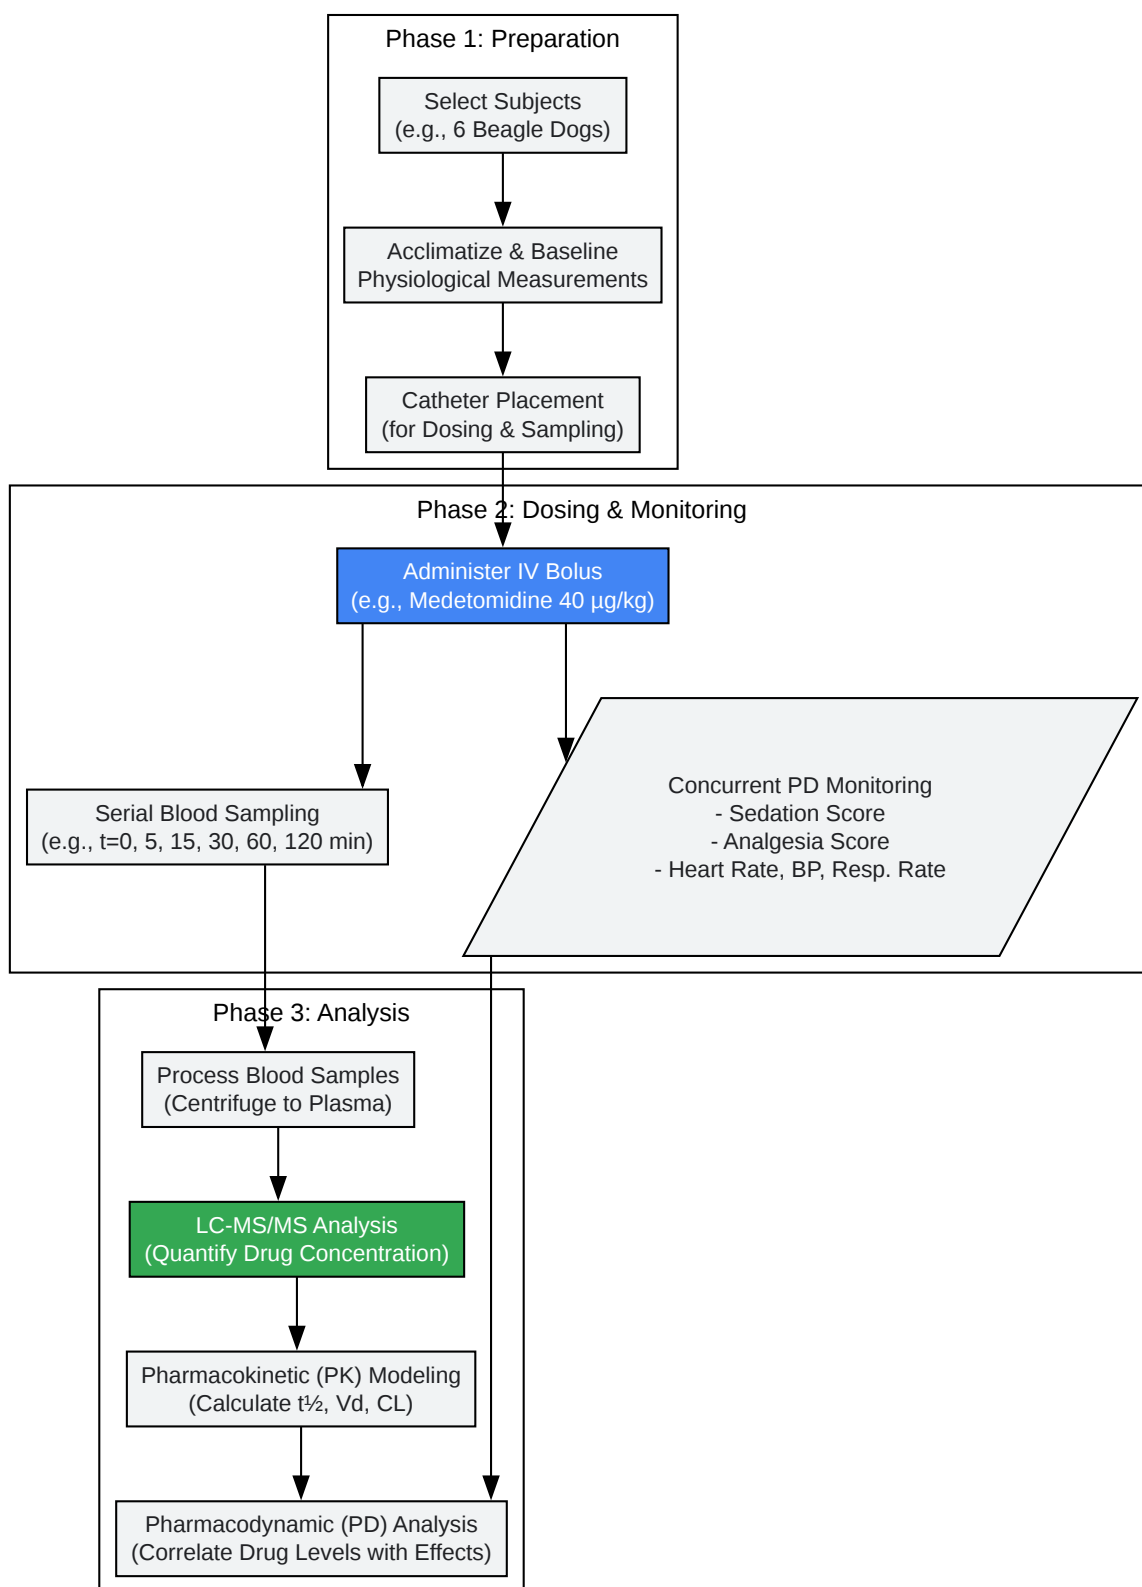 Phase 1: Preparation
Select Subjects
(e.g., 6 Beagle Dogs)
Acclimatize & Baseline
Physiological Measurements
Catheter Placement
(for Dosing & Sampling)
Phase 2: Dosing & Monitoring
Administer IV Bolus
(e.g., Medetomidine 40 µg/kg)
Serial Blood Sampling
(e.g., t=0, 5, 15, 30, 60, 120 min)
Concurrent PD Monitoring
- Sedation Score
- Analgesia Score
- Heart Rate, BP, Resp. Rate
Phase 3: Analysis
Process Blood Samples
(Centrifuge to Plasma)
LC-MS/MS Analysis
(Quantify Drug Concentration)
Pharmacokinetic (PK) Modeling
(Calculate t½, Vd, CL)
Pharmacodynamic (PD) Analysis
(Correlate Drug Levels with Effects)